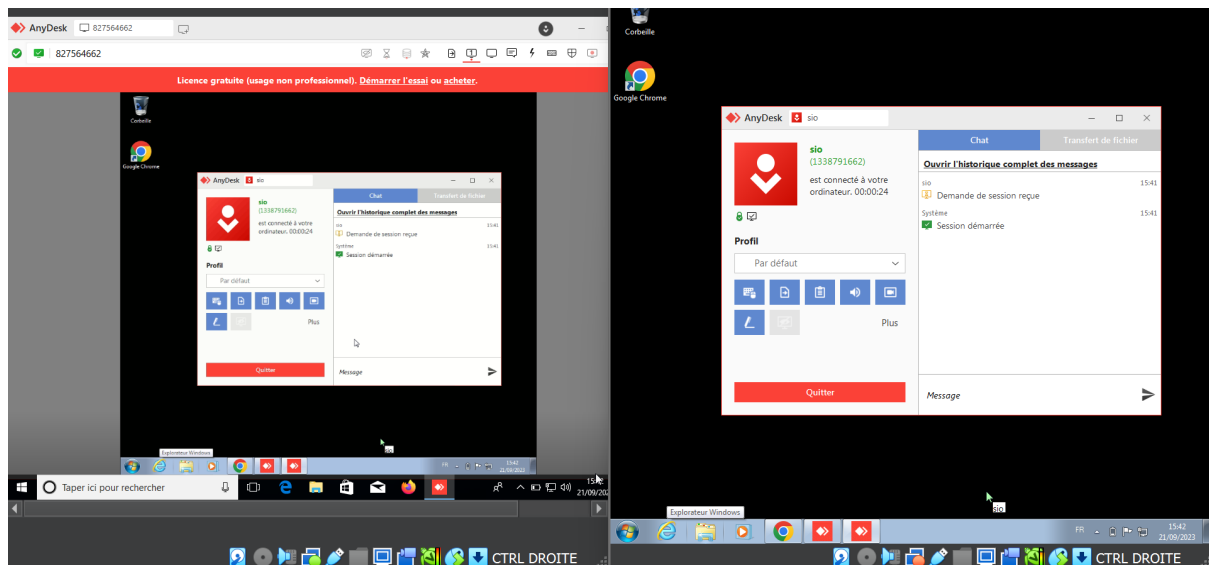 AnyDesk 827564662
827564662
Licence gratuite (usage non professionnel). Démarrer l'essai ou acheter.
Corbeille
Google Chrome
AnyDesk sio
sio
(1338791662)
est connecté à votre
ordinateur. 00:00:24
Profil
Par défaut
Plus
Quitter
Chat Transfert de fichier
Ouvrir l'historique complet des messages
sio 15:41
Demande de session reçue
Système 15:41
Session démarrée
Message
sio
Explorateur Windows
FR 15:42
21/09/2023
Taper ici pour rechercher
21/09/202
CTRL DROITE
Corbeille
Google Chrome
AnyDesk sio
sio
(1338791662)
est connecté à votre
ordinateur. 00:00:24
Profil
Par défaut
Plus
Quitter
Chat Transfert de fichier
Ouvrir l'historique complet des messages
sio 15:41
Demande de session reçue
Système 15:41
Session démarrée
Message
sio
Explorateur Windows
FR 15:42
21/09/2023
CTRL DROITE